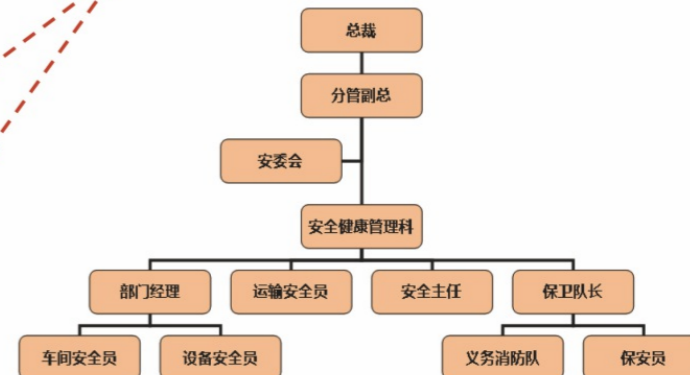 总裁
分管副总
安委会
安全健康管理科
部门经理
运输安全员
安全主任
保卫队长
车间安全员
设备安全员
义务消防队
保安员